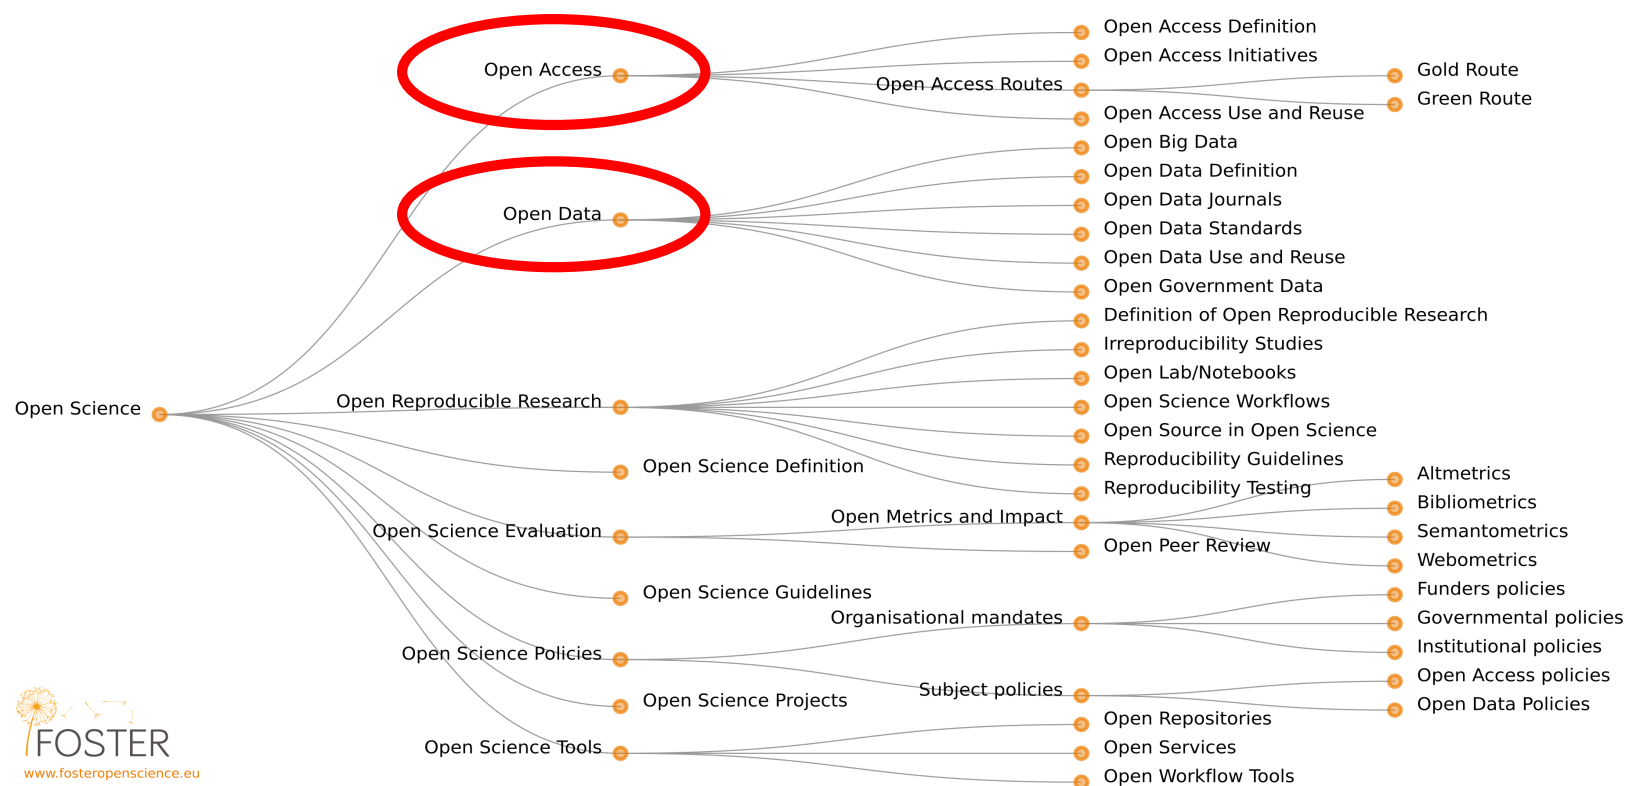 Open Science
Open Access
Open Access Definition
Open Access Initiatives
Open Access Routes
Gold Route
Green Route
Open Access Use and Reuse
Open Data
Open Big Data
Open Data Definition
Open Data Journals
Open Data Standards
Open Data Use and Reuse
Open Government Data
Open Reproducible Research
Definition of Open Reproducible Research
Irreproducibility Studies
Open Lab/Notebooks
Open Science Workflows
Open Source in Open Science
Reproducibility Guidelines
Reproducibility Testing
Open Science Definition
Open Science Evaluation
Open Metrics and Impact
Altmetrics
Bibliometrics
Semantometrics
Webometrics
Open Peer Review
Open Science Guidelines
Open Science Policies
Organisational mandates
Funders policies
Governmental policies
Institutional policies
Subject policies
Open Access policies
Open Data Policies
Open Science Projects
Open Science Tools
Open Repositories
Open Services
Open Workflow Tools
FOSTER
www.fosteropenscience.eu